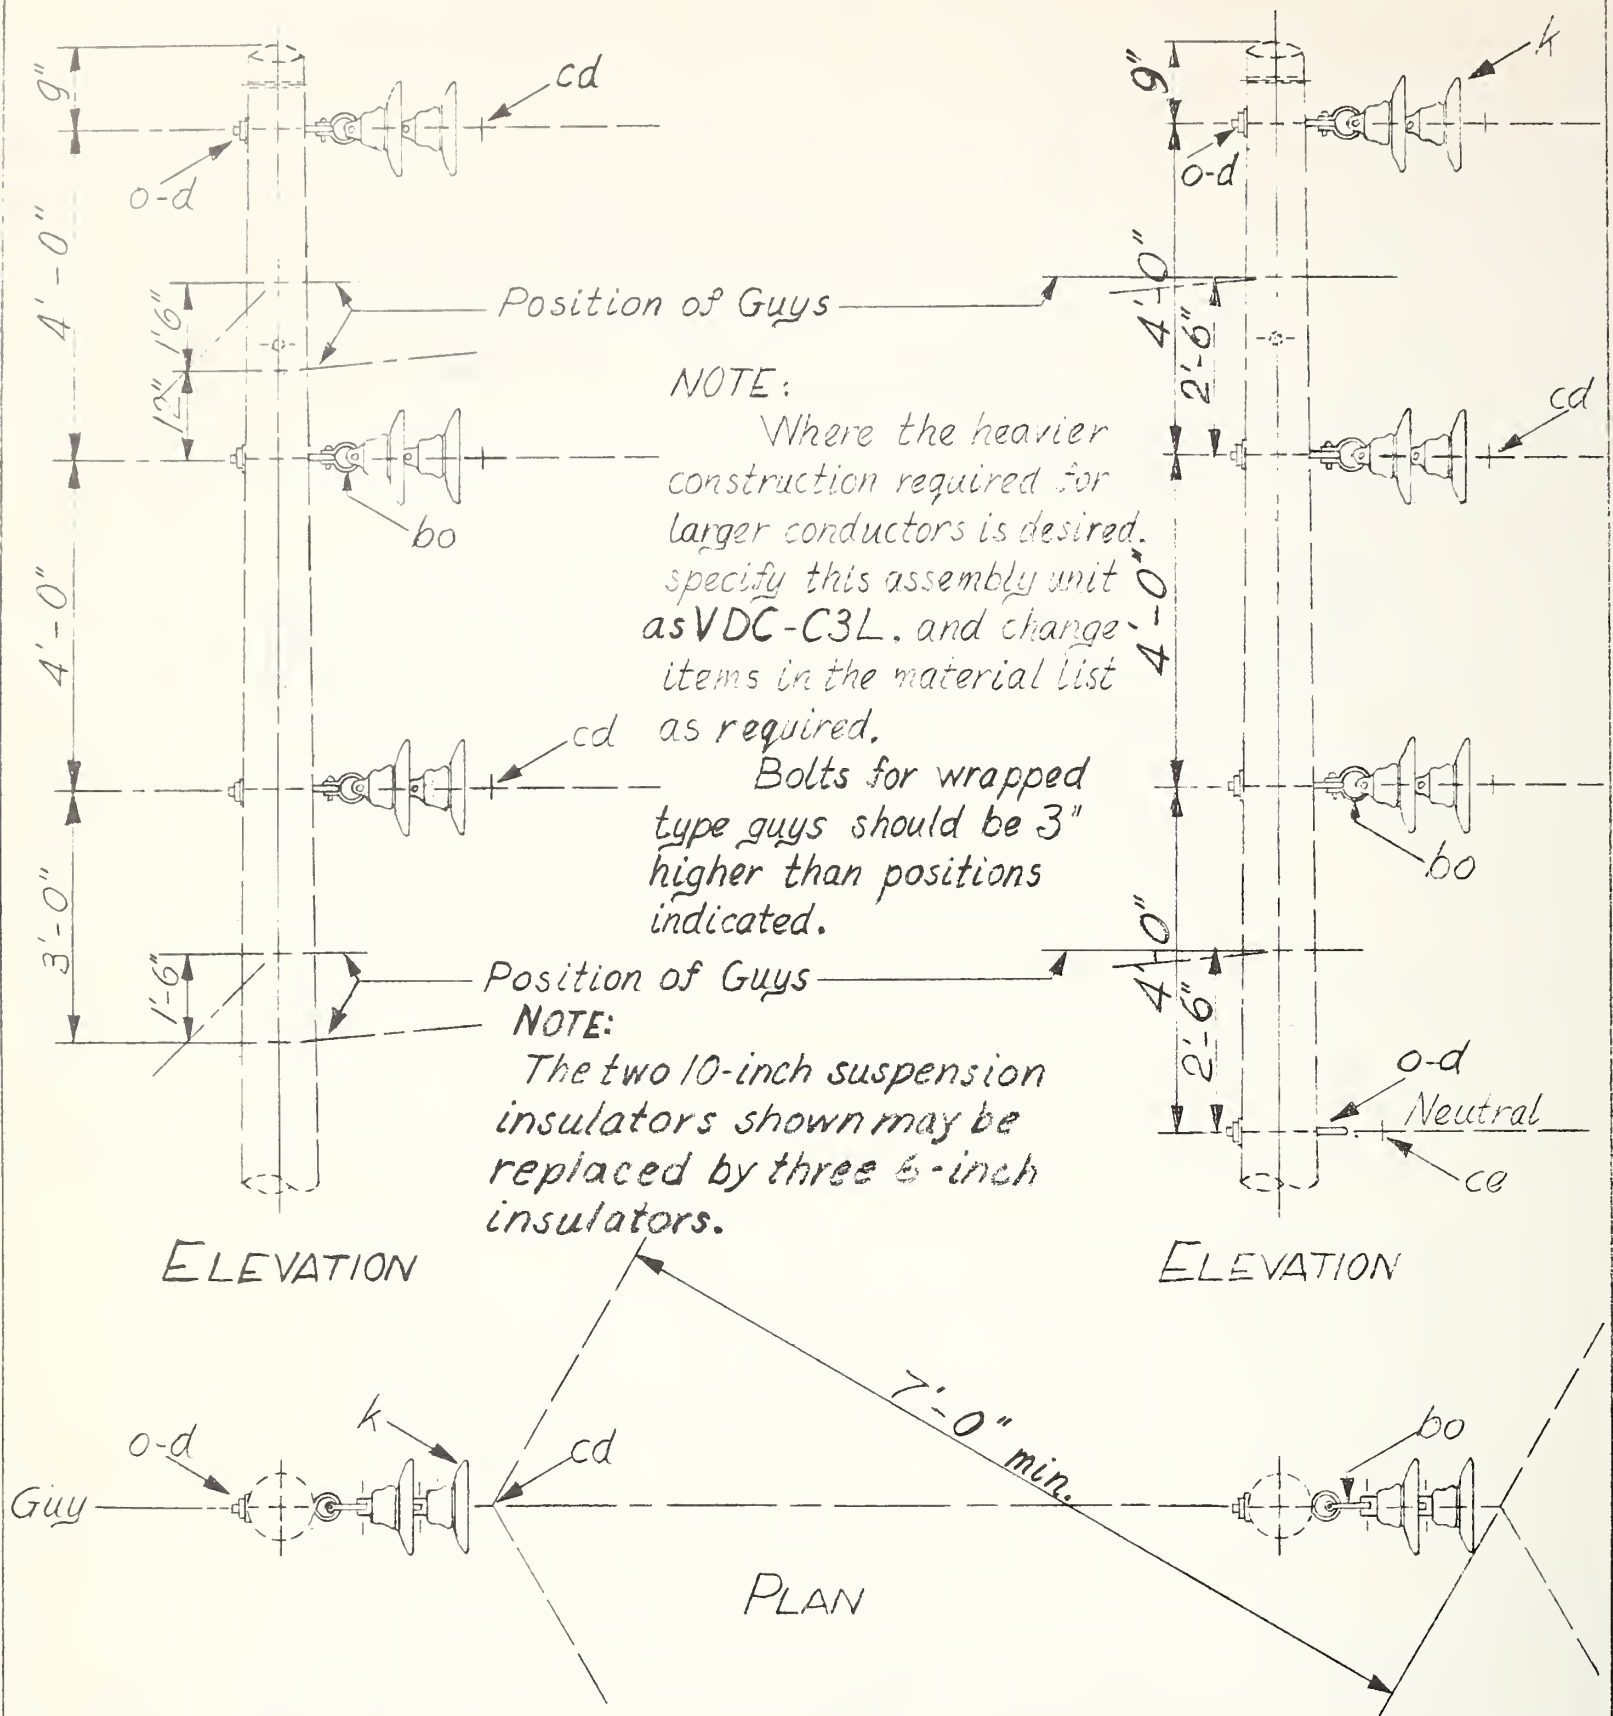 9"
cd
k
9"
o-d
o-d
4'-0"
4'-0"
1'6"
Position of Guys
2'-6"
12"
NOTE:
Where the heavier
construction required for
larger conductors is desired.
specify this assembly unit
as VDC-C3L. and change
items in the material list
as required.
Bolts for wrapped
type guys should be 3"
higher than positions
indicated.
cd
bo
4'-0"
4'-0"
cd
bo
3'-0"
4'-0"
1'-6"
Position of Guys
2'-6"
NOTE:
The two 10-inch suspension
insulators shown may be
replaced by three 6-inch
insulators.
o-d
Neutral
ce
ELEVATION
ELEVATION
7'-0" min.
k
o-d
cd
bo
Guy
PLAN